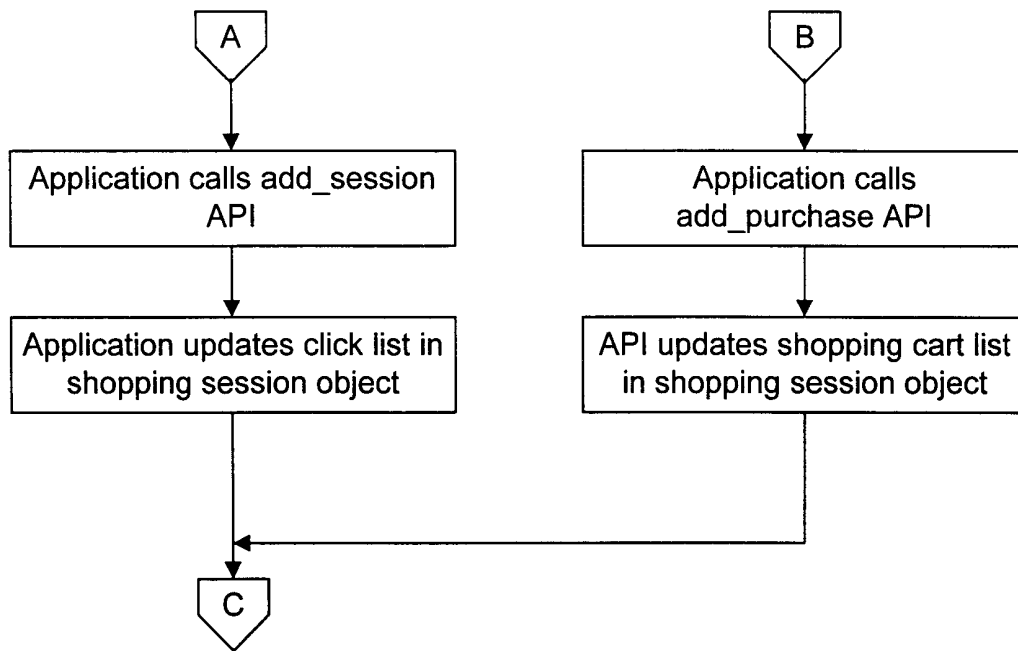 A
B
Application calls add_session
API
Application calls
add_purchase API
Application updates click list in
shopping session object
API updates shopping cart list
in shopping session object
C